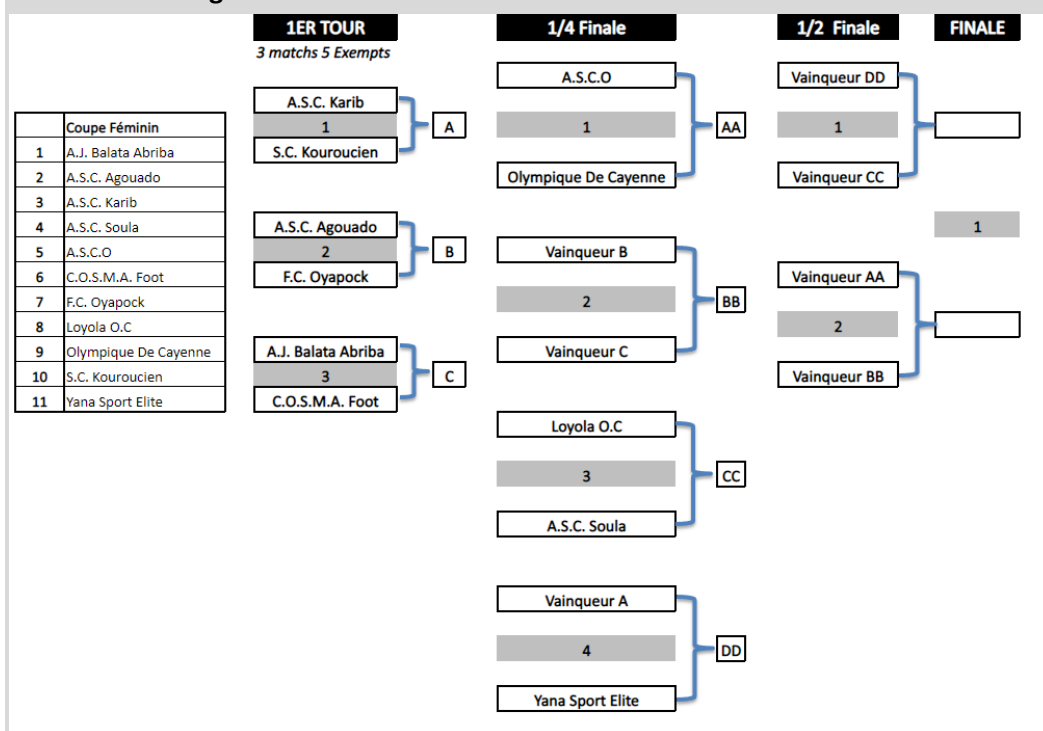 1ER TOUR
3 matchs 5 Exempts
A.S.C. Karib
1
S.C. Kouroucien
A
A.S.C. Agouado
2
F.C. Oyapock
B
A.J. Balata Abriba
3
C.O.S.M.A. Foot
C
Coupe Féminin
1 A.J. Balata Abriba
2 A.S.C. Agouado
3 A.S.C. Karib
4 A.S.C. Soula
5 A.S.C.O
6 C.O.S.M.A. Foot
7 F.C. Oyapock
8 Loyola O.C
9 Olympique De Cayenne
10 S.C. Kouroucien
11 Yana Sport Elite
1/4 Finale
A.S.C.O
1
Olympique De Cayenne
AA
Vainqueur B
2
Vainqueur C
BB
Loyola O.C
3
A.S.C. Soula
CC
Vainqueur A
4
Yana Sport Elite
DD
1/2 Finale
Vainqueur DD
1
Vainqueur CC
Vainqueur AA
2
Vainqueur BB
FINALE
1